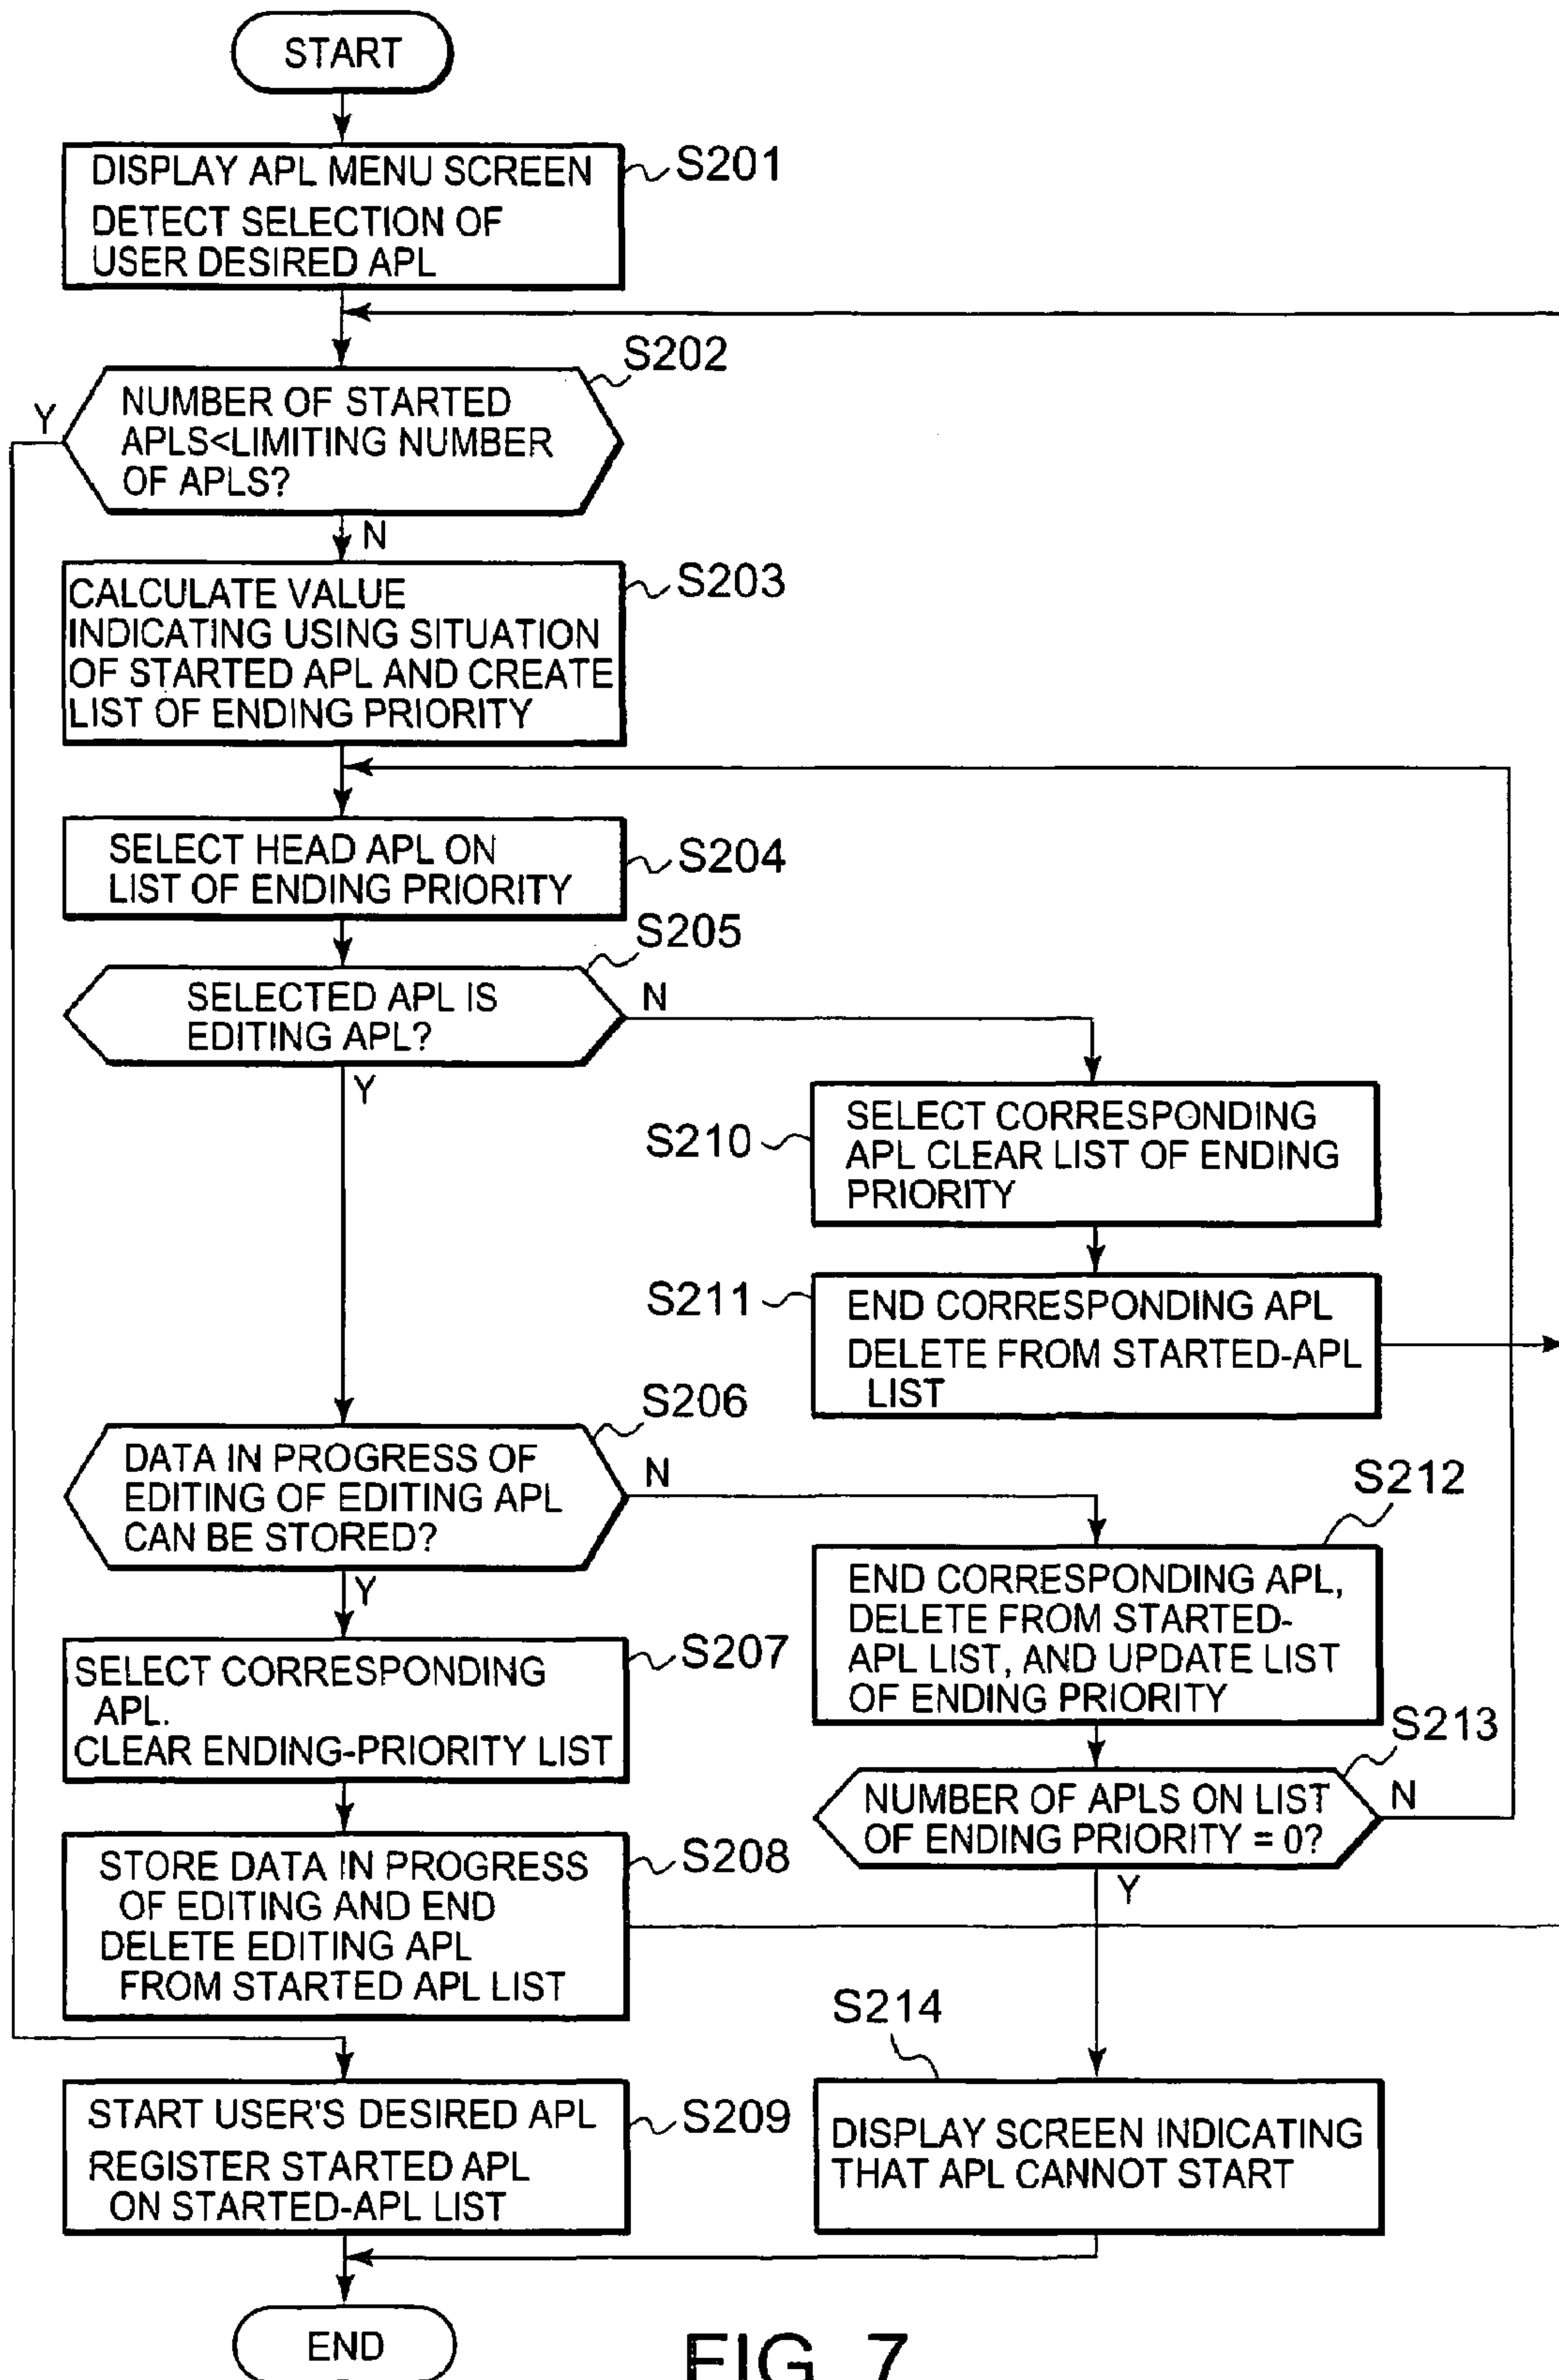 START
DISPLAY APL MENU SCREEN
DETECT SELECTION OF
USER DESIRED APL
S201
S202
Y
NUMBER OF STARTED
APLS<LIMITING NUMBER
OF APLS?
N
CALCULATE VALUE
INDICATING USING SITUATION
OF STARTED APL AND CREATE
LIST OF ENDING PRIORITY
S203
SELECT HEAD APL ON
LIST OF ENDING PRIORITY
S204
S205
SELECTED APL IS
EDITING APL?
N
Y
S210
SELECT CORRESPONDING
APL CLEAR LIST OF ENDING
PRIORITY
S211
END CORRESPONDING APL
DELETE FROM STARTED-APL
LIST
S206
DATA IN PROGRESS OF
EDITING OF EDITING APL
CAN BE STORED?
N
Y
S212
END CORRESPONDING APL,
DELETE FROM STARTED-
APL LIST, AND UPDATE LIST
OF ENDING PRIORITY
SELECT CORRESPONDING
APL.
CLEAR ENDING-PRIORITY LIST
S207
S213
NUMBER OF APLS ON LIST
OF ENDING PRIORITY = 0?
N
Y
STORE DATA IN PROGRESS
OF EDITING AND END
DELETE EDITING APL
FROM STARTED APL LIST
S208
S214
START USER'S DESIRED APL
REGISTER STARTED APL
ON STARTED-APL LIST
S209
DISPLAY SCREEN INDICATING
THAT APL CANNOT START
END
FIG. 7